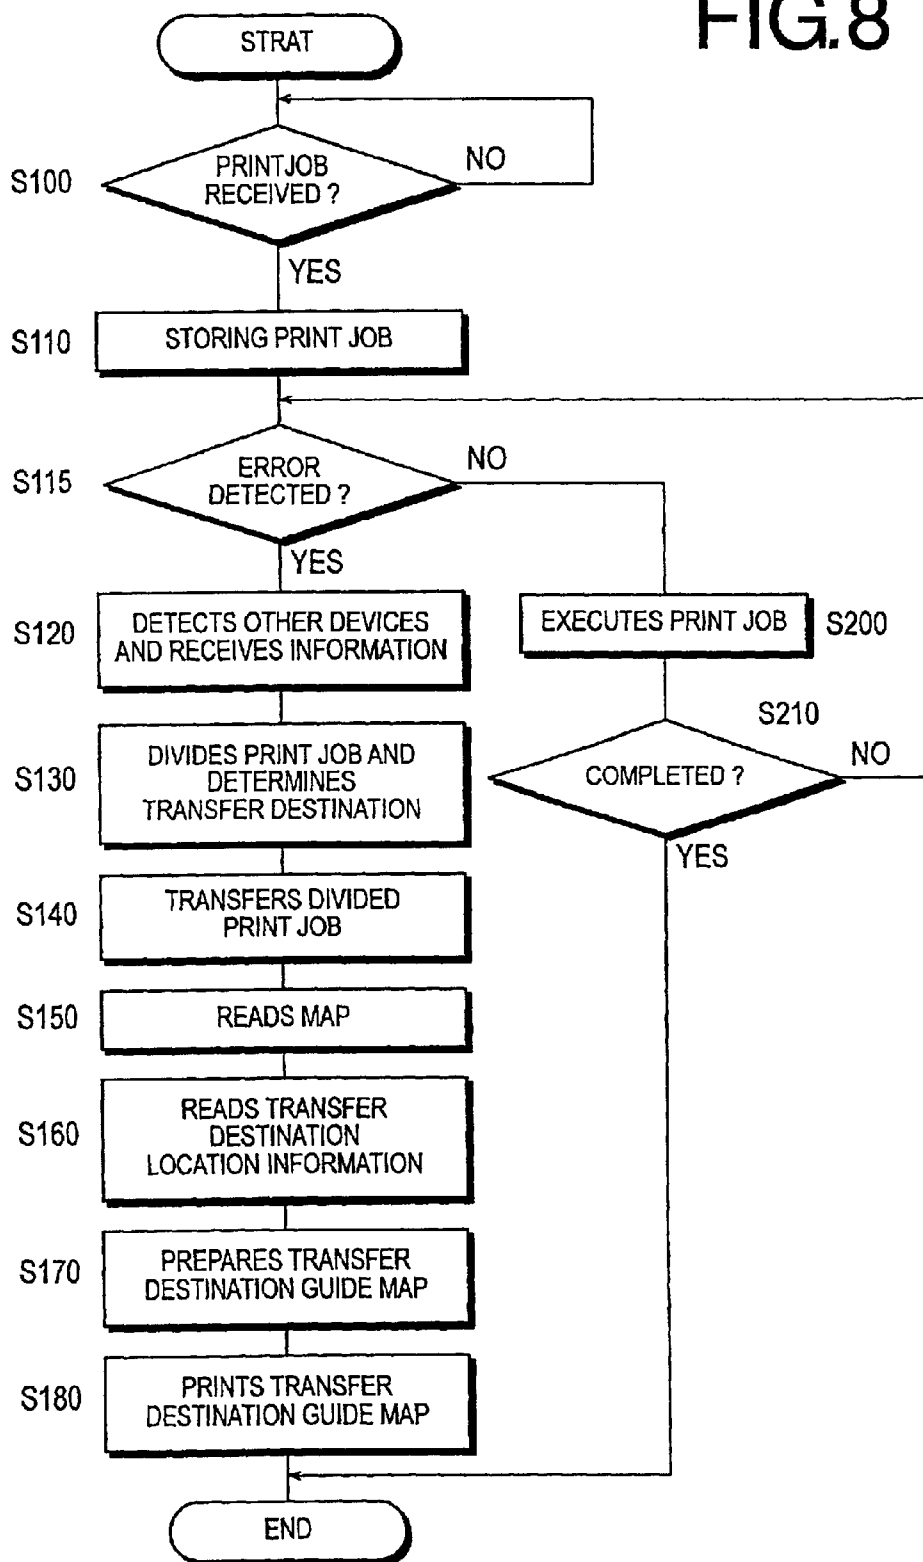 FIG.8
STRAT
S100
PRINTJOB
RECEIVED ?
NO
YES
S110
STORING PRINT JOB
S115
ERROR
DETECTED ?
NO
YES
S120
DETECTS OTHER DEVICES
AND RECEIVES INFORMATION
EXECUTES PRINT JOB
S200
S130
DIVIDES PRINT JOB AND
DETERMINES
TRANSFER DESTINATION
S210
COMPLETED ?
NO
YES
S140
TRANSFERS DIVIDED
PRINT JOB
S150
READS MAP
S160
READS TRANSFER
DESTINATION
LOCATION INFORMATION
S170
PREPARES TRANSFER
DESTINATION GUIDE MAP
S180
PRINTS TRANSFER
DESTINATION GUIDE MAP
END